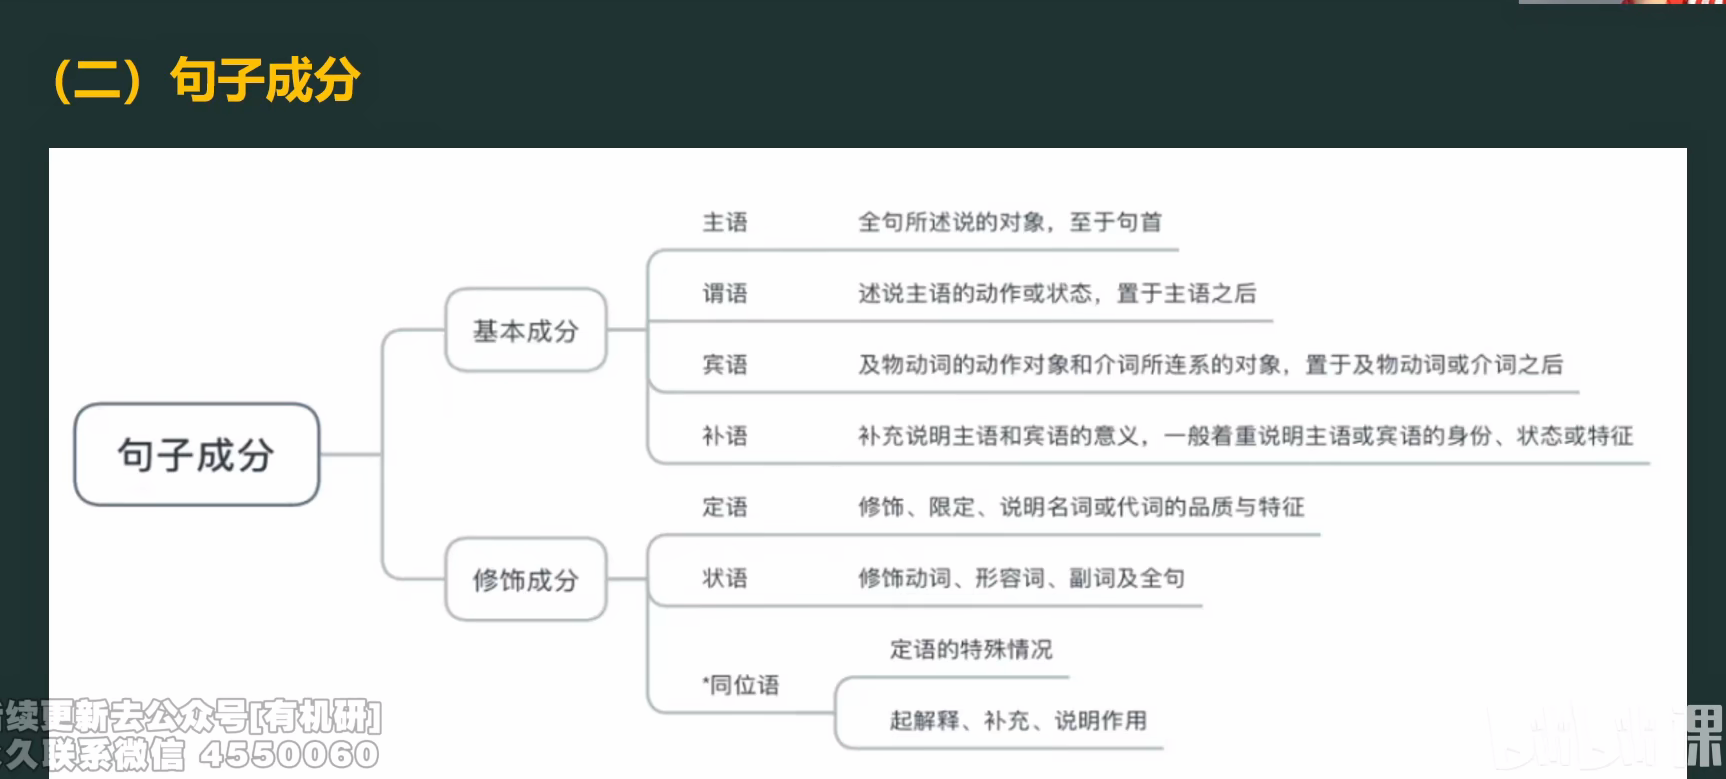 （二）句子成分
句子成分
基本成分
主语 全句所述说的对象，至于句首
谓语 述说主语的动作或状态，置于主语之后
宾语 及物动词的动作对象和介词所连系的对象，置于及物动词或介词之后
补语 补充说明主语和宾语的意义，一般着重说明主语或宾语的身份、状态或特征
修饰成分
定语 修饰、限定、说明名词或代词的品质与特征
状语 修饰动词、形容词、副词及全句
*同位语
定语的特殊情况
起解释、补充、说明作用
续更新去公众号[有机研]
久联系微信 4550060
课